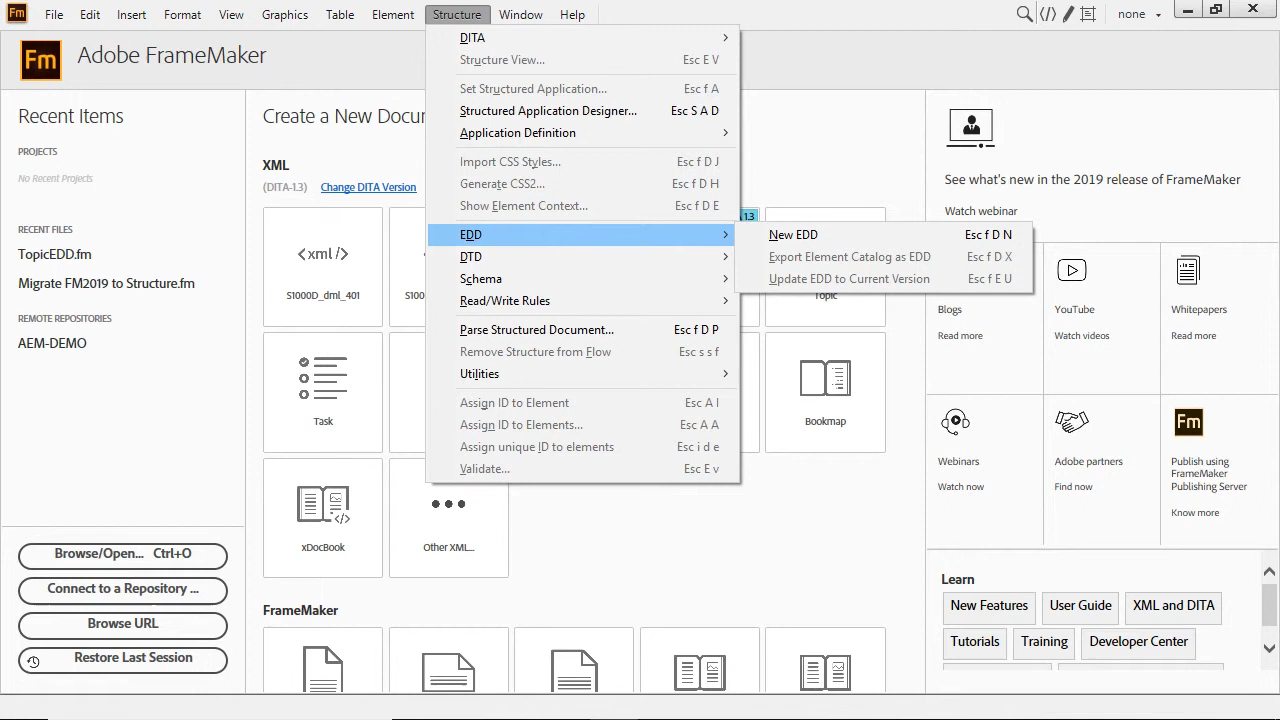 Fm File Edit Insert Format View Graphics Table Element Structure Window Help none
Fm Adobe FrameMaker
Recent Items
PROJECTS
No Recent Projects
RECENT FILES
TopicEDD.fm
Migrate FM2019 to Structure.fm
REMOTE REPOSITORIES
AEM-DEMO
Browse/Open... Ctrl+O
Connect to a Repository ...
Browse URL
Restore Last Session
Create a New Docu
XML
(DITA-1.3) Change DITA Version
<xml/>
S1000D_dml_401
S100
1.3
Topic
Task
Bookmap
xDocBook
Other XML...
FrameMaker
DITA
Structure View... Esc E V
Set Structured Application... Esc f A
Structured Application Designer... Esc S A D
Application Definition
Import CSS Styles... Esc f D J
Generate CSS2... Esc f D H
Show Element Context... Esc f D E
EDD
DTD
Schema
Read/Write Rules
Parse Structured Document... Esc f D P
Remove Structure from Flow Esc s s f
Utilities
Assign ID to Element Esc A I
Assign ID to Elements... Esc A A
Assign unique ID to elements Esc i d e
Validate... Esc E v
New EDD Esc f D N
Export Element Catalog as EDD Esc f D X
Update EDD to Current Version Esc f E U
See what's new in the 2019 release of FrameMaker
Watch webinar
Blogs
Read more
YouTube
Watch videos
Whitepapers
Read more
Webinars
Watch now
Adobe partners
Find now
Fm
Publish using
FrameMaker
Publishing Server
Know more
Learn
New Features User Guide XML and DITA
Tutorials Training Developer Center